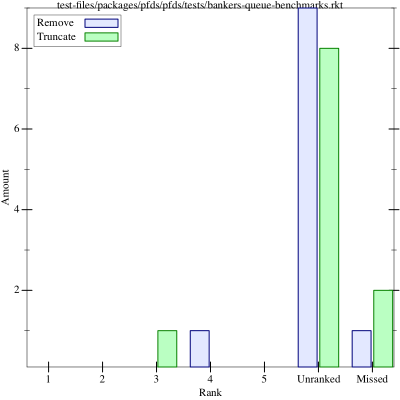 test-files/packages/pfds/pfds/tests/bankers-queue-benchmarks.rkt
Remove
Truncate
8
6
4
2
Amount
1 2 3 4 5 Unranked Missed
Rank